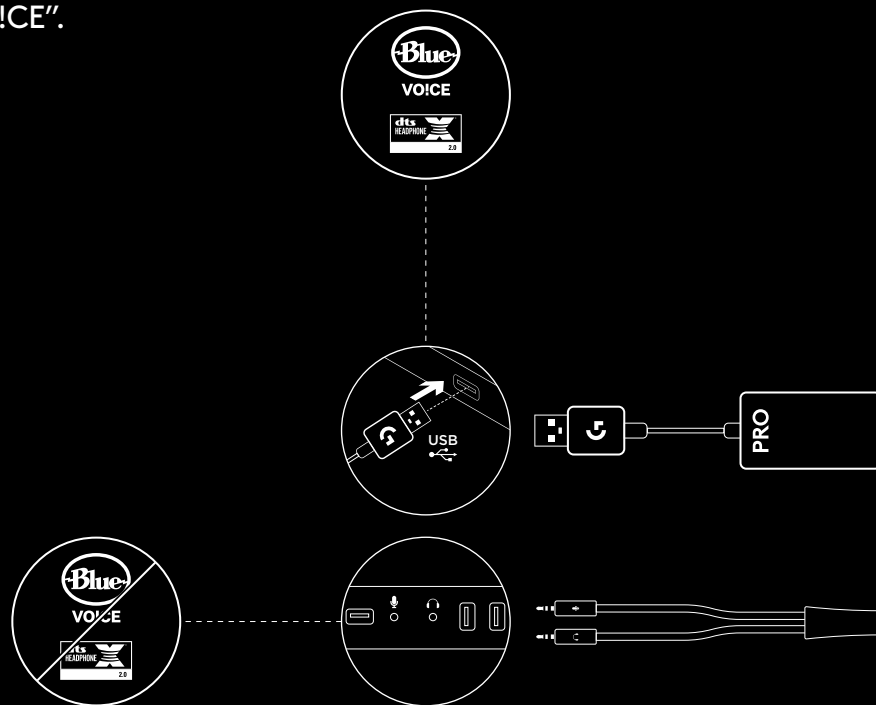 !CE”.
Blue
VO!CE
dts
HEADPHONE X
2.0
USB
PRO
Blue
VO!CE
dts
HEADPHONE X
2.0